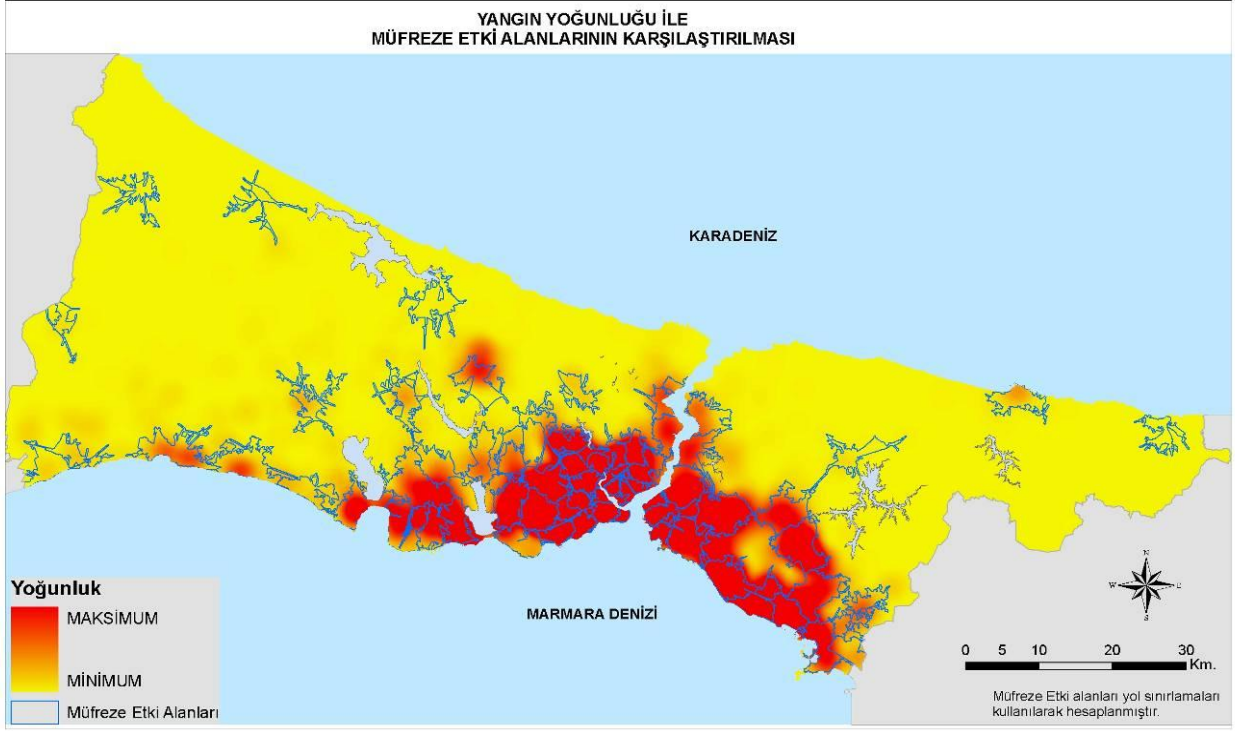 YANGIN YOĞUNLUĞU İLE
MÜFREZE ETKİ ALANLARININ KARŞILAŞTIRILMASI
KARADENİZ
MARMARA DENİZİ
Yoğunluk
MAKSİMUM
MİNİMUM
Müfreze Etki Alanları
N
W E
S
0 5 10 20 30
Km.
Müfreze Etki alanları yol sınırlamaları
kullanılarak hesaplanmıştır.